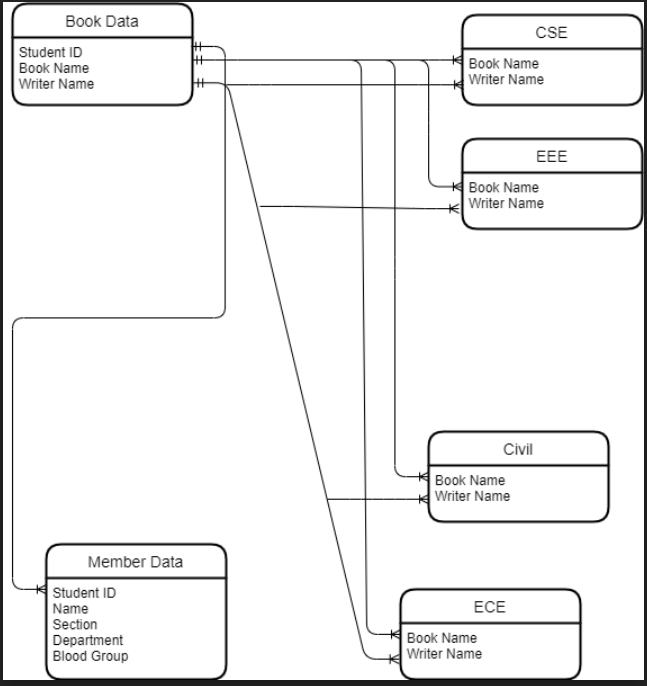 Book Data
Student ID
Book Name
Writer Name
CSE
Book Name
Writer Name
EEE
Book Name
Writer Name
Civil
Book Name
Writer Name
Member Data
Student ID
Name
Section
Department
Blood Group
ECE
Book Name
Writer Name